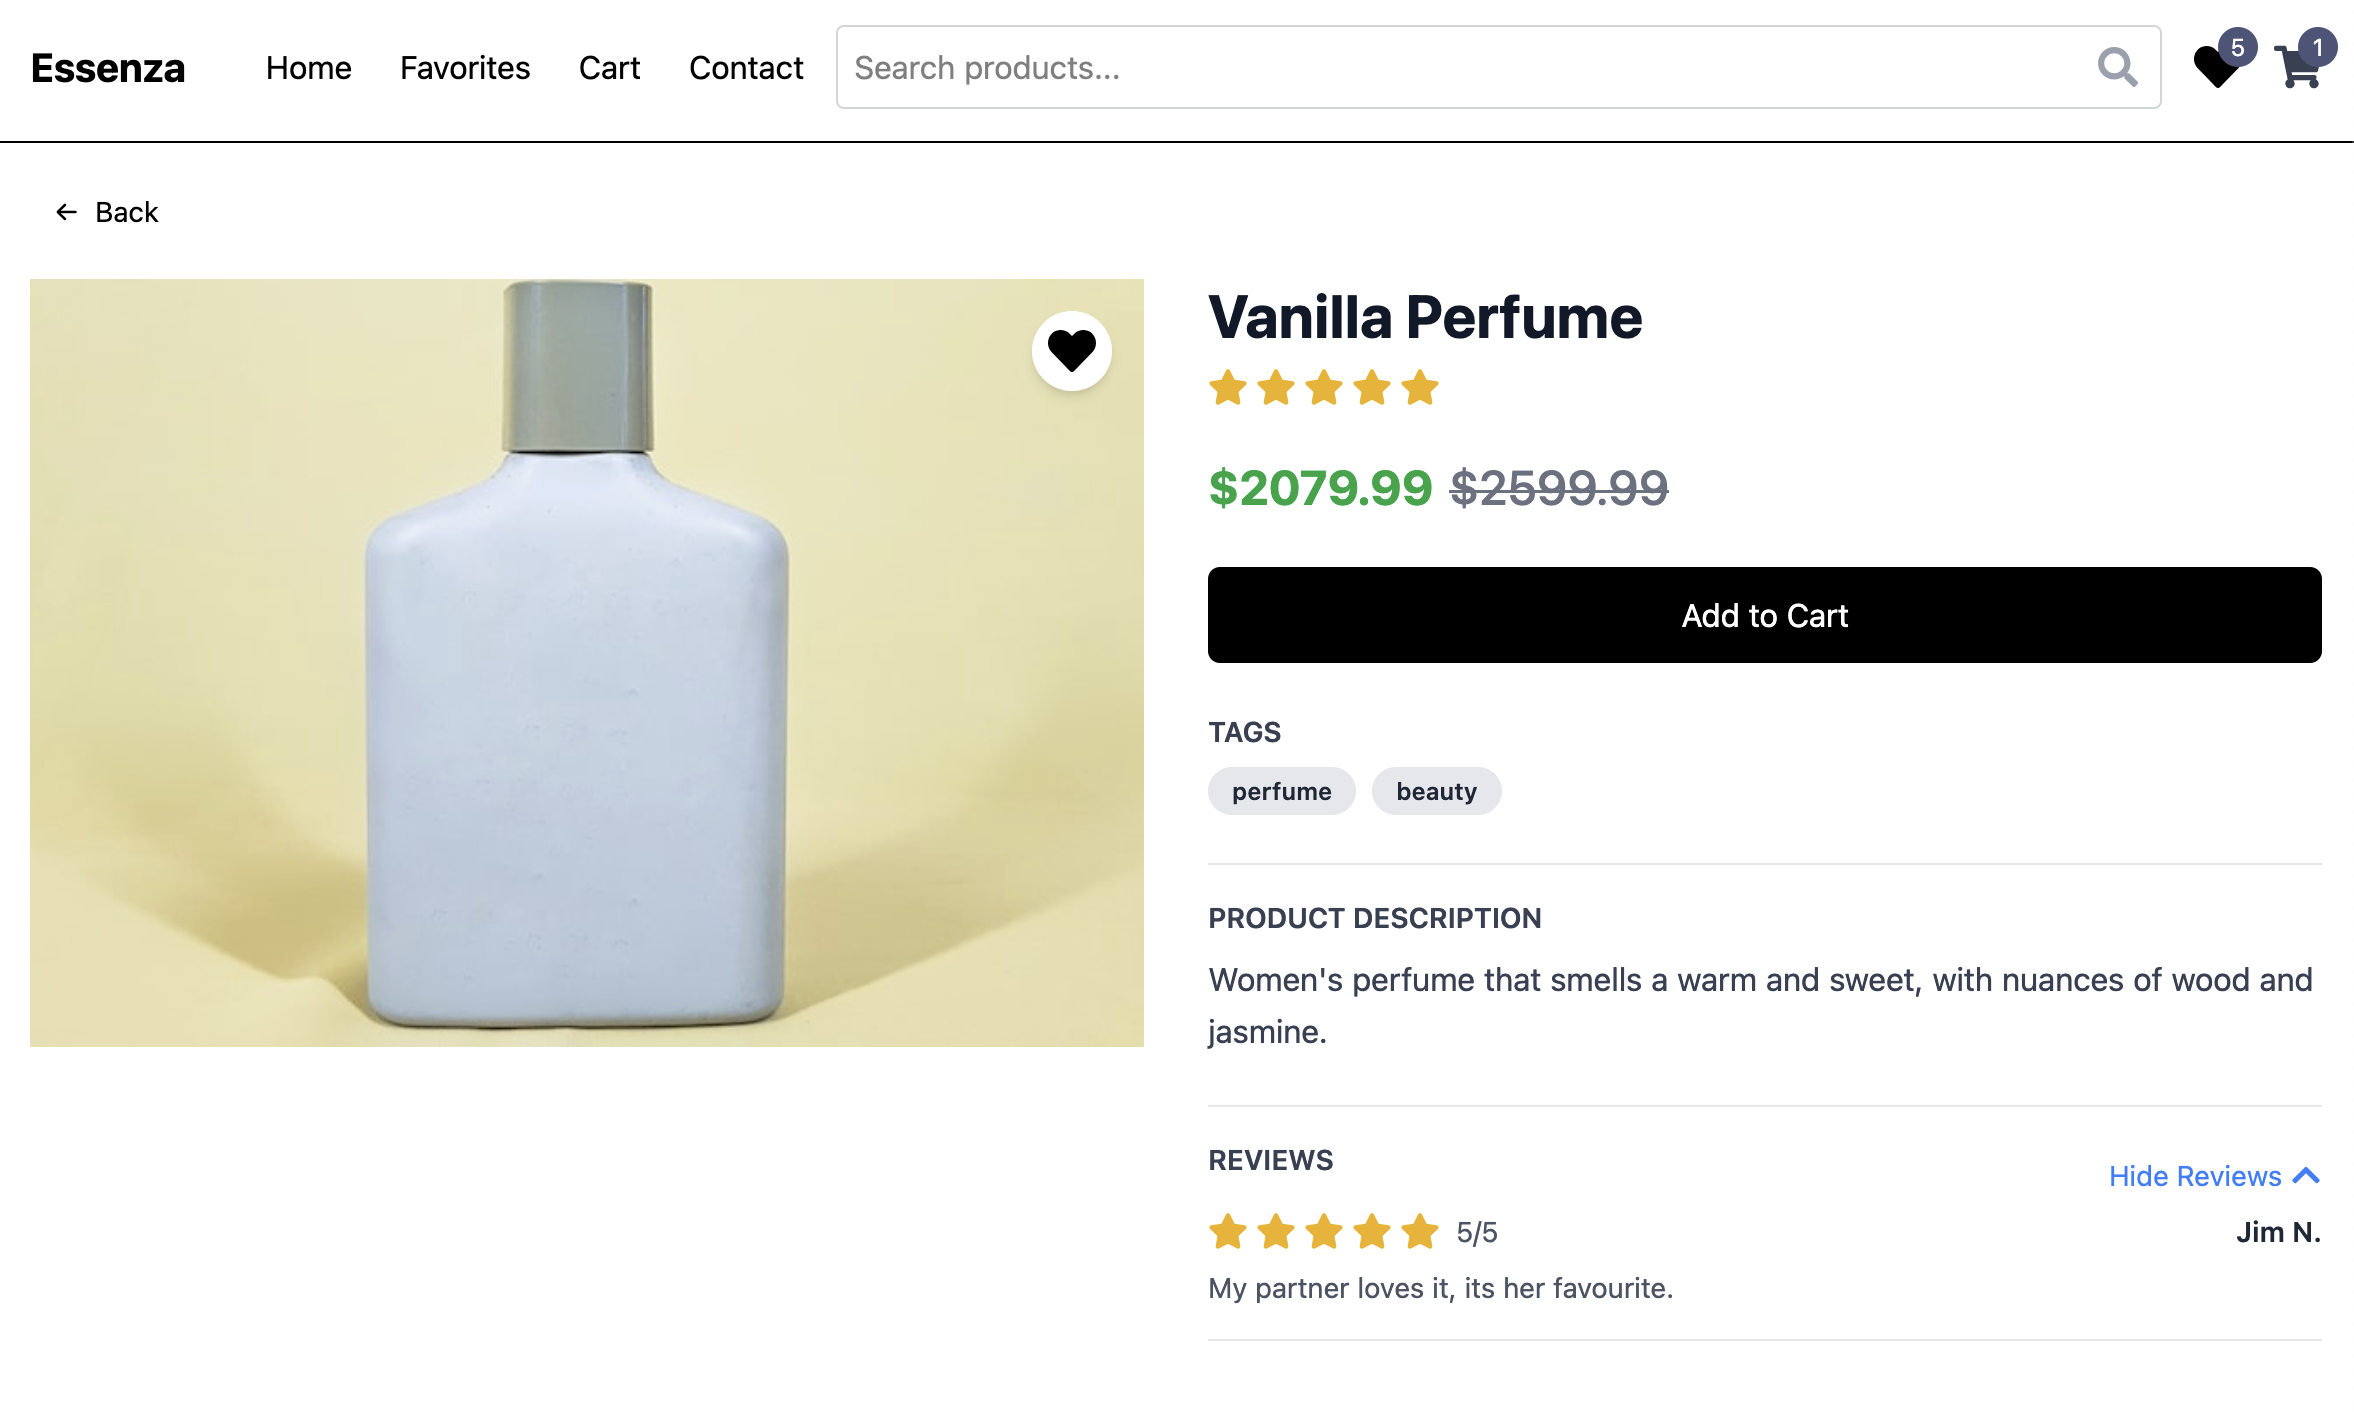 Essenza
Home
Favorites
Cart
Contact
Search products...
5
1
Back
Vanilla Perfume
$2079.99 $2599.99
Add to Cart
TAGS
perfume
beauty
PRODUCT DESCRIPTION
Women's perfume that smells a warm and sweet, with nuances of wood and
jasmine.
REVIEWS
Hide Reviews
5/5
Jim N.
My partner loves it, its her favourite.